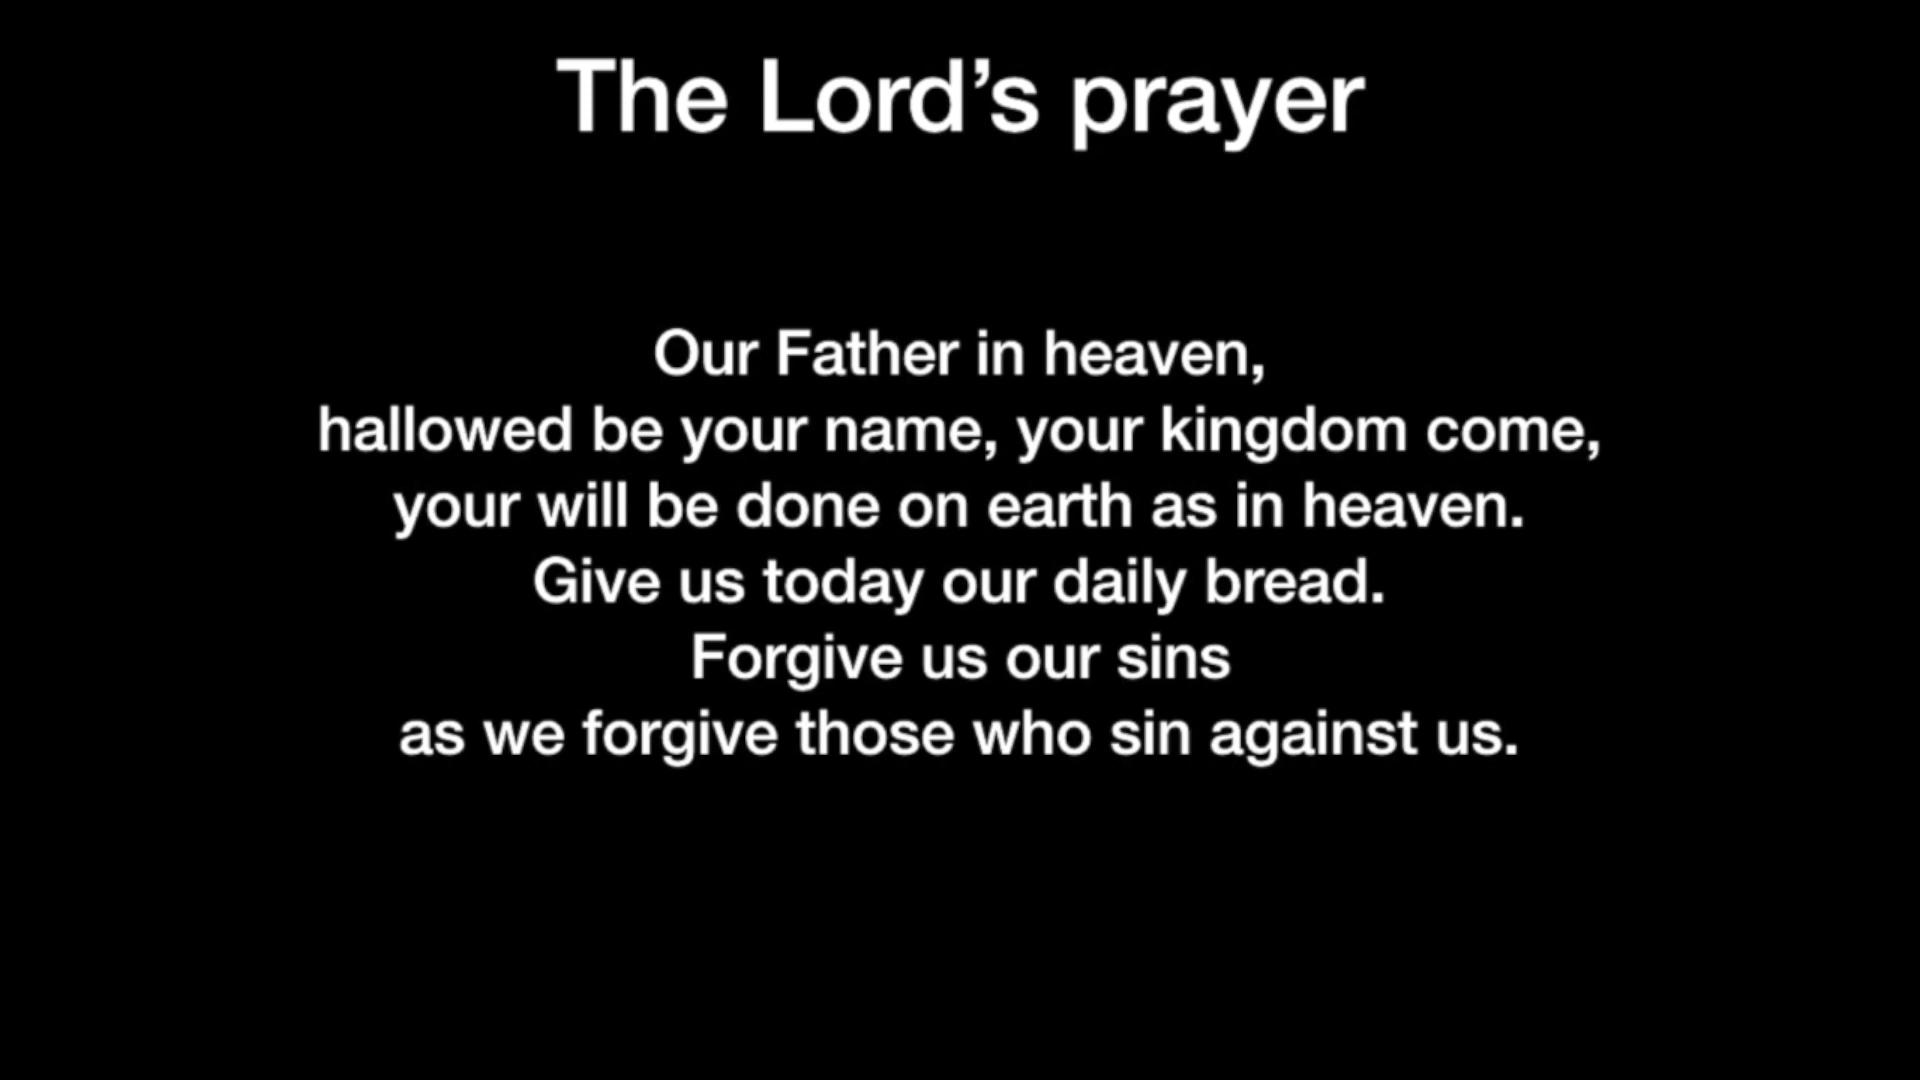 The Lord’s prayer
Our Father in heaven,
hallowed be your name, your kingdom come,
your will be done on earth as in heaven.
Give us today our daily bread.
Forgive us our sins
as we forgive those who sin against us.